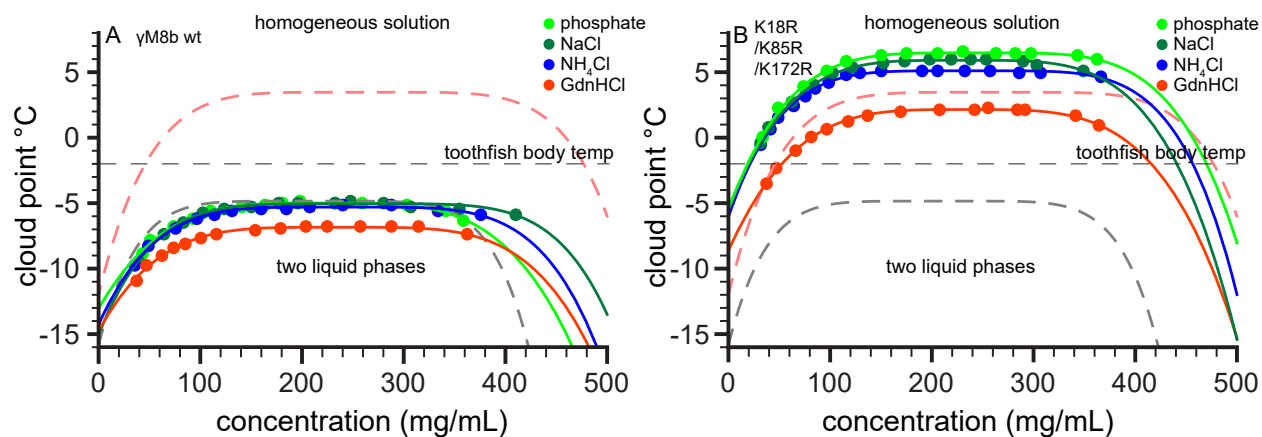 A
γM8b wt
homogeneous solution
phosphate
NaCl
NH4Cl
GdnHCl
toothfish body temp
two liquid phases
cloud point °C
5
0
-5
-10
-15
0
100
200
300
400
500
concentration (mg/mL)
B
K18R
/K85R
/K172R
homogeneous solution
phosphate
NaCl
NH4Cl
GdnHCl
toothfish body temp
two liquid phases
cloud point °C
5
0
-5
-10
-15
0
100
200
300
400
500
concentration (mg/mL)